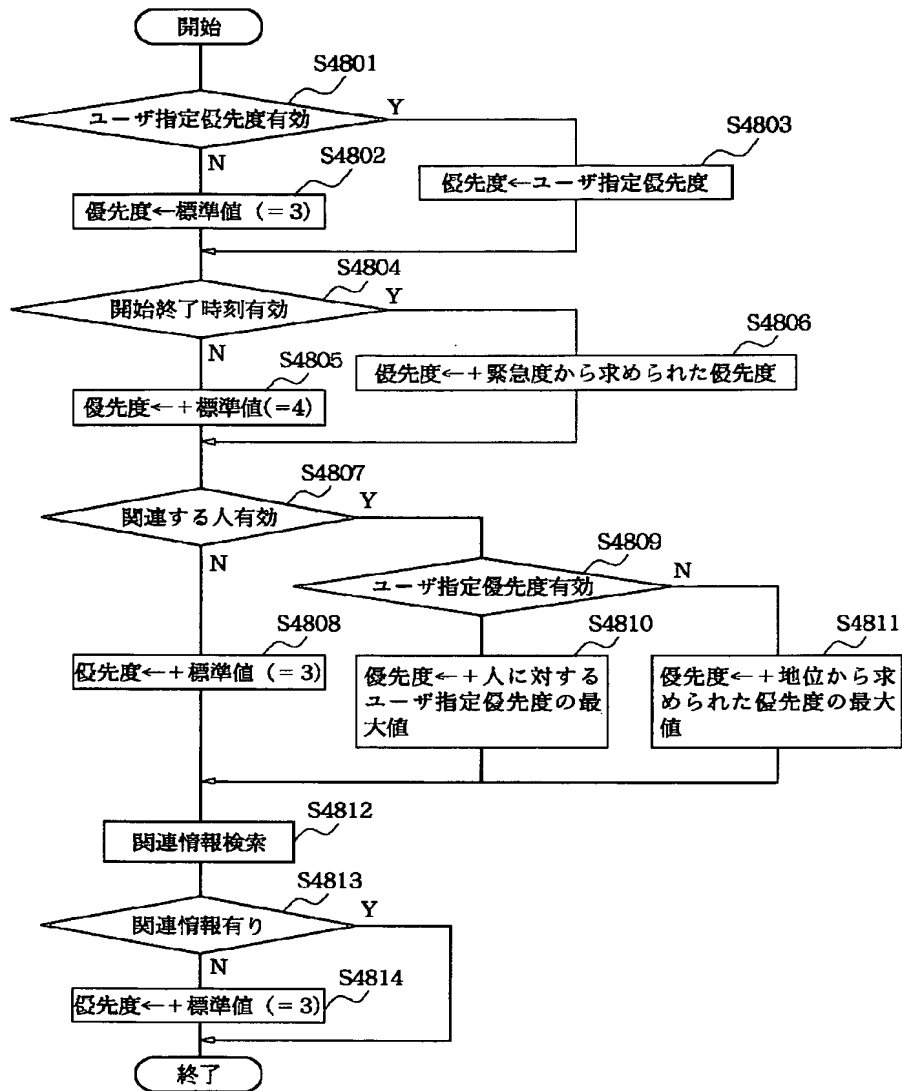 開始
S4801
ユーザ指定優先度有効
Y
N
S4802
優先度←標準値 (=3)
S4803
優先度←ユーザ指定優先度
S4804
開始終了時刻有効
Y
N
S4805
優先度←+標準値(=4)
S4806
優先度←+緊急度から求められた優先度
S4807
関連する人有効
Y
N
S4808
優先度←+標準値 (=3)
S4809
ユーザ指定優先度有効
N
S4810
優先度←+人に対する
ユーザ指定優先度の最
大値
S4811
優先度←+地位から求
められた優先度の最大
値
S4812
関連情報検索
S4813
関連情報有り
Y
N
S4814
優先度←+標準値 (=3)
終了